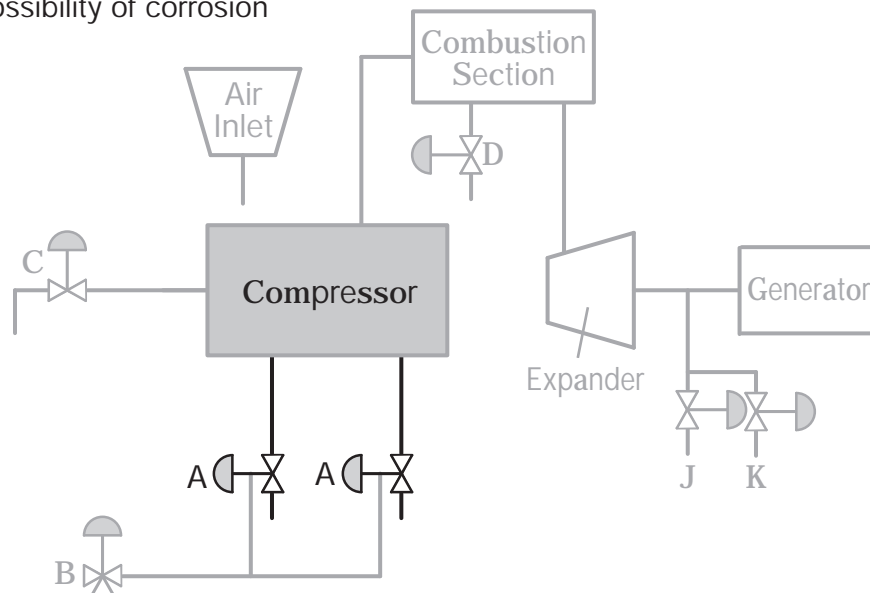 ossibility of corrosion
Combustion
Section
Air
Inlet
D
C
Compressor
Generator
Expander
A
A
J
K
B